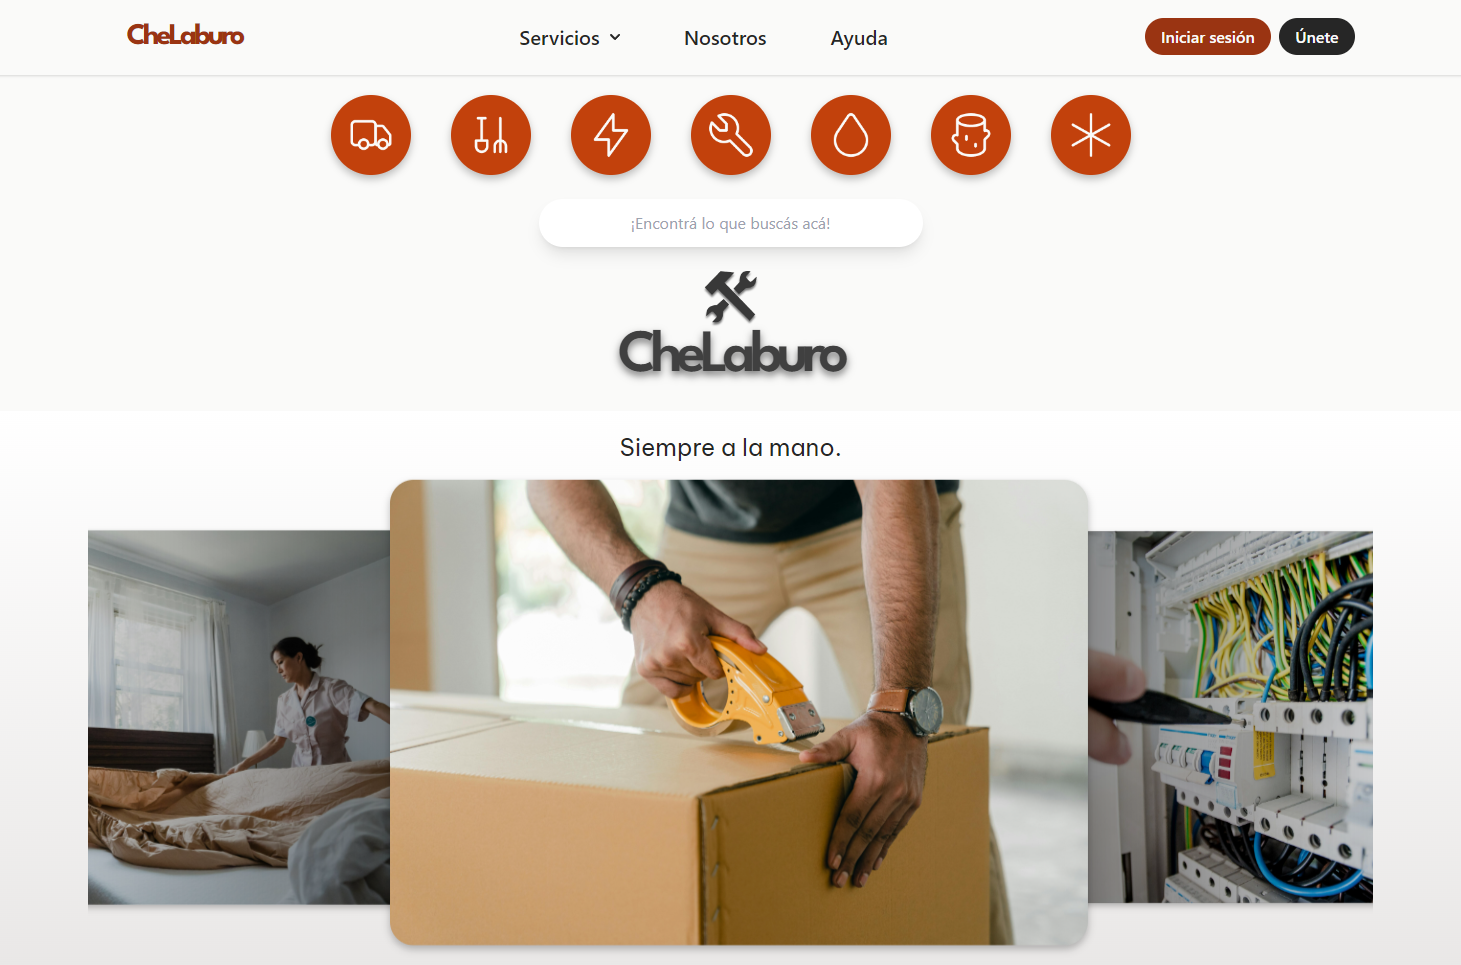 CheLaburo
Servicios
Nosotros
Ayuda
Iniciar sesión
Únete
¡Encontrá lo que buscás acá!
CheLaburo
Siempre a la mano.